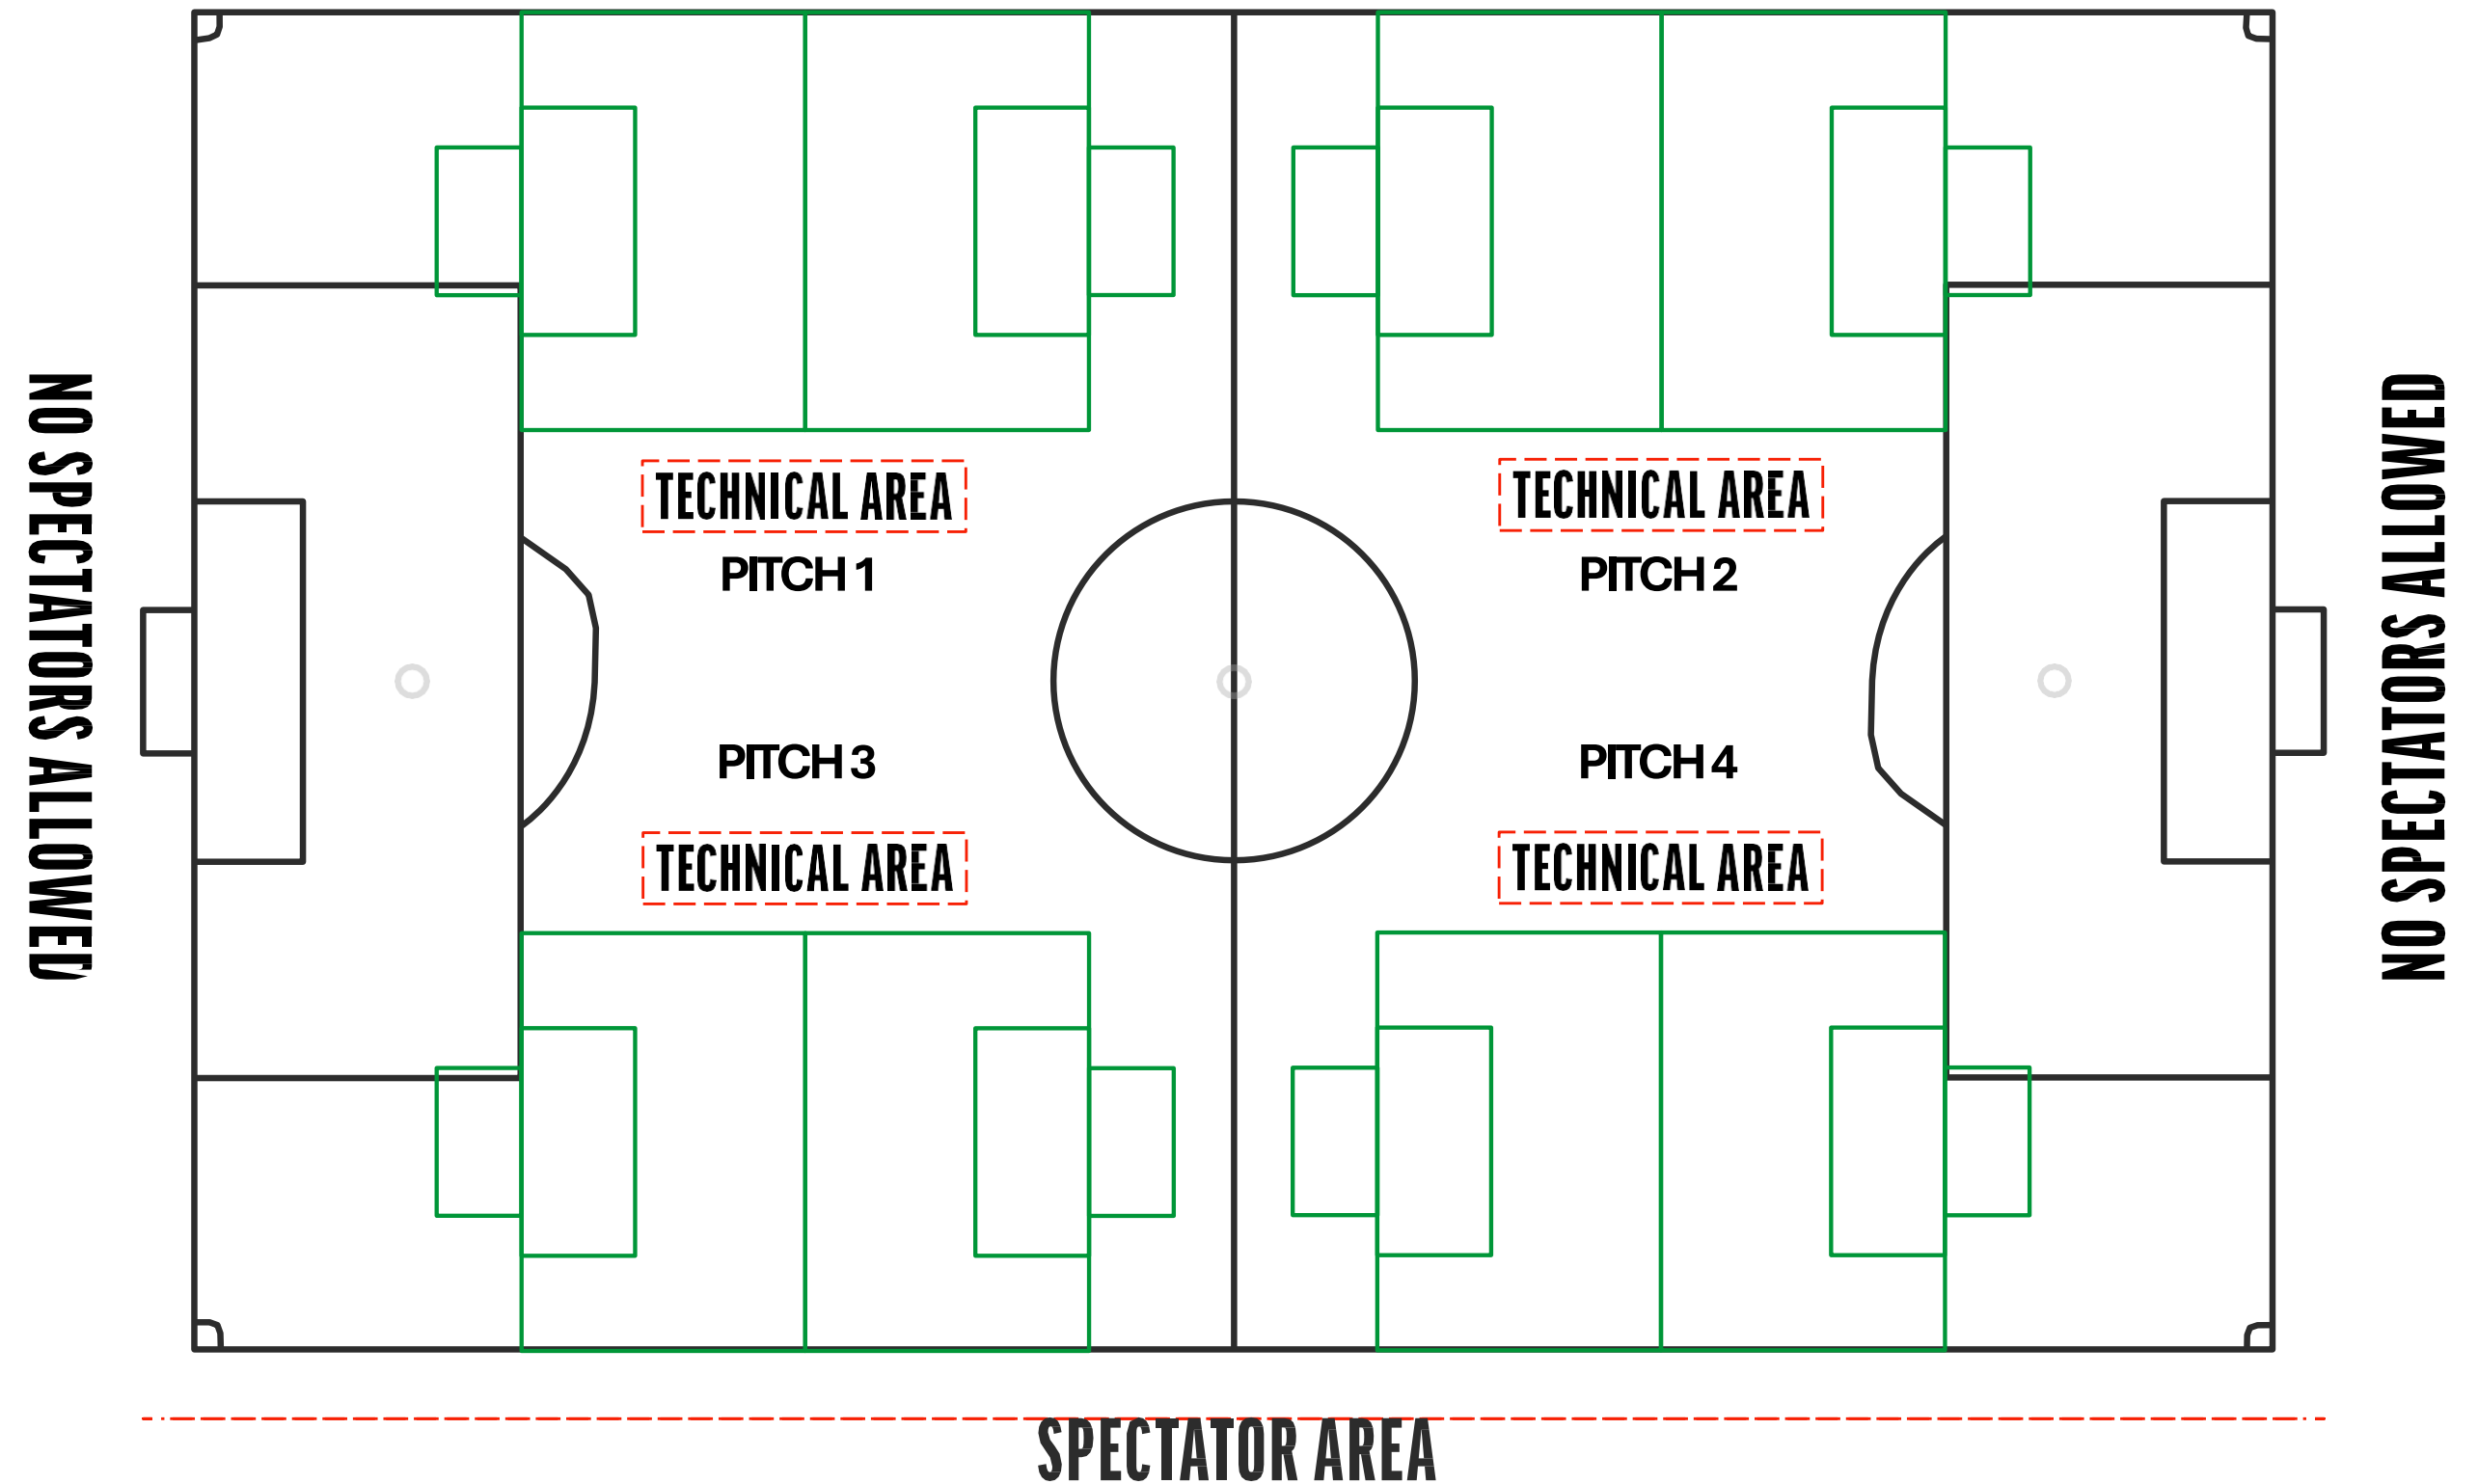 NO SPECTATORS ALLOWED
TECHNICAL AREA
PITCH 1
TECHNICAL AREA
PITCH 2
PITCH 3
TECHNICAL AREA
PITCH 4
TECHNICAL AREA
NO SPECTATORS ALLOWED
SPECTATOR AREA